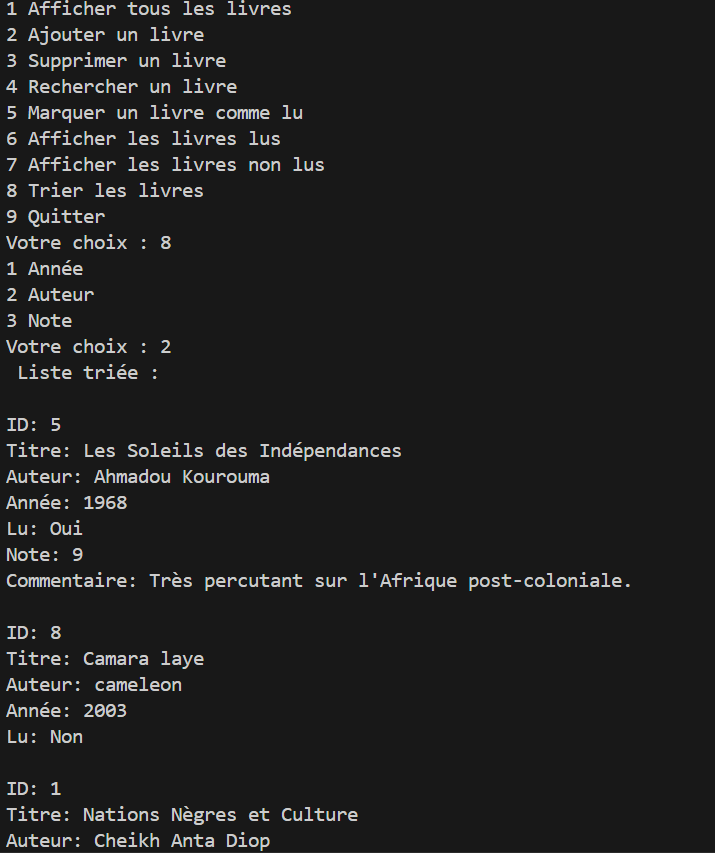 1 Afficher tous les livres
2 Ajouter un livre
3 Supprimer un livre
4 Rechercher un livre
5 Marquer un livre comme lu
6 Afficher les livres lus
7 Afficher les livres non lus
8 Trier les livres
9 Quitter
Votre choix : 8
1 Année
2 Auteur
3 Note
Votre choix : 2
Liste triée :
ID: 5
Titre: Les Soleils des Indépendances
Auteur: Ahmadou Kourouma
Année: 1968
Lu: Oui
Note: 9
Commentaire: Très percutant sur l'Afrique post-coloniale.
ID: 8
Titre: Camara laye
Auteur: cameleon
Année: 2003
Lu: Non
ID: 1
Titre: Nations Nègres et Culture
Auteur: Cheikh Anta Diop